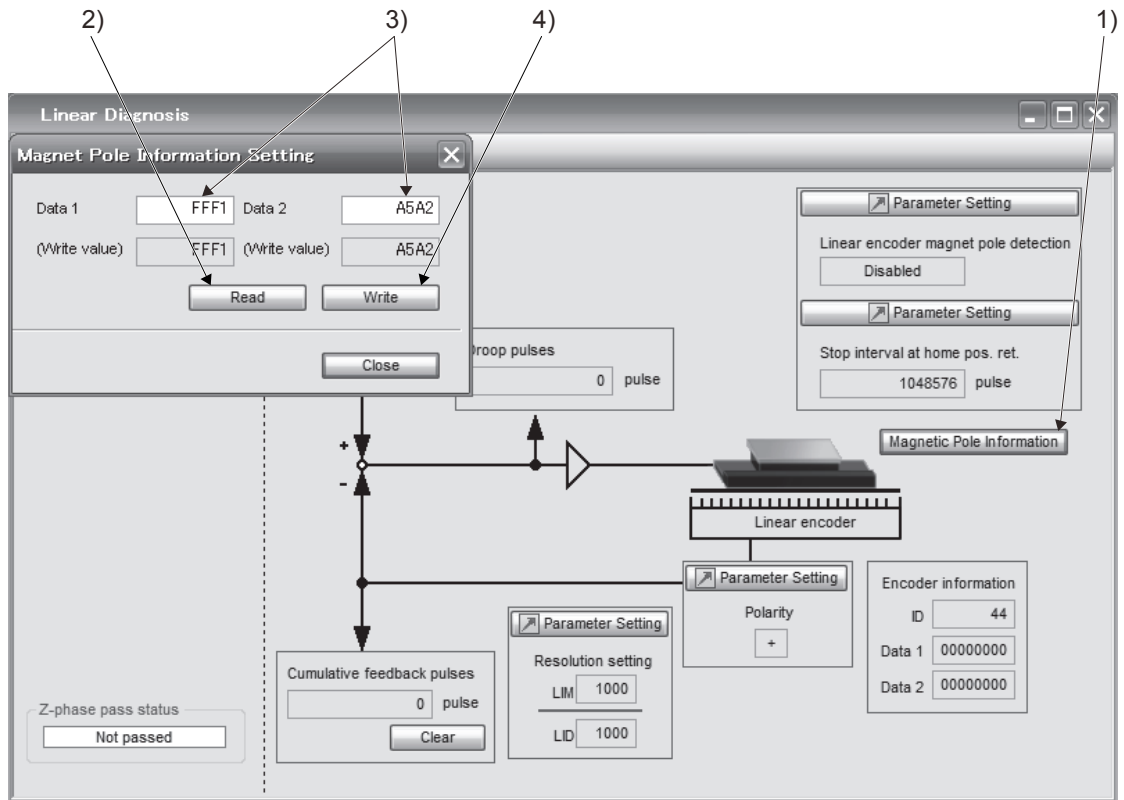 2) 3) 4) 1)
Linear Diagnosis
Magnet Pole Information Setting
Data 1 FFF1 Data 2 A5A2
(Write value) FFF1 (Write value) A5A2
Read Write
Close
Parameter Setting
Linear encoder magnet pole detection
Disabled
Parameter Setting
Stop interval at home pos. ret.
1048576 pulse
Magnetic Pole Information
Droop pulses
0 pulse
+
-
Linear encoder
Parameter Setting
Polarity
+
Encoder information
ID 44
Data 1 00000000
Data 2 00000000
Parameter Setting
Resolution setting
LIM 1000
LID 1000
Cumulative feedback pulses
0 pulse
Clear
Z-phase pass status
Not passed